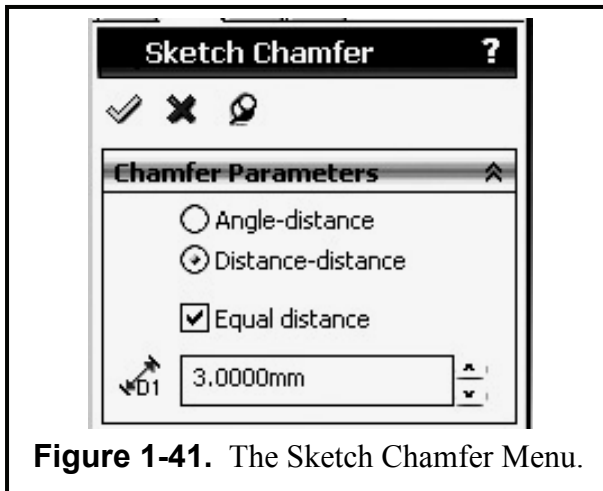 Sketch Chamfer ?
Chamfer Parameters
Angle-distance
Distance-distance
Equal distance
D1 3.0000mm
Figure 1-41. The Sketch Chamfer Menu.